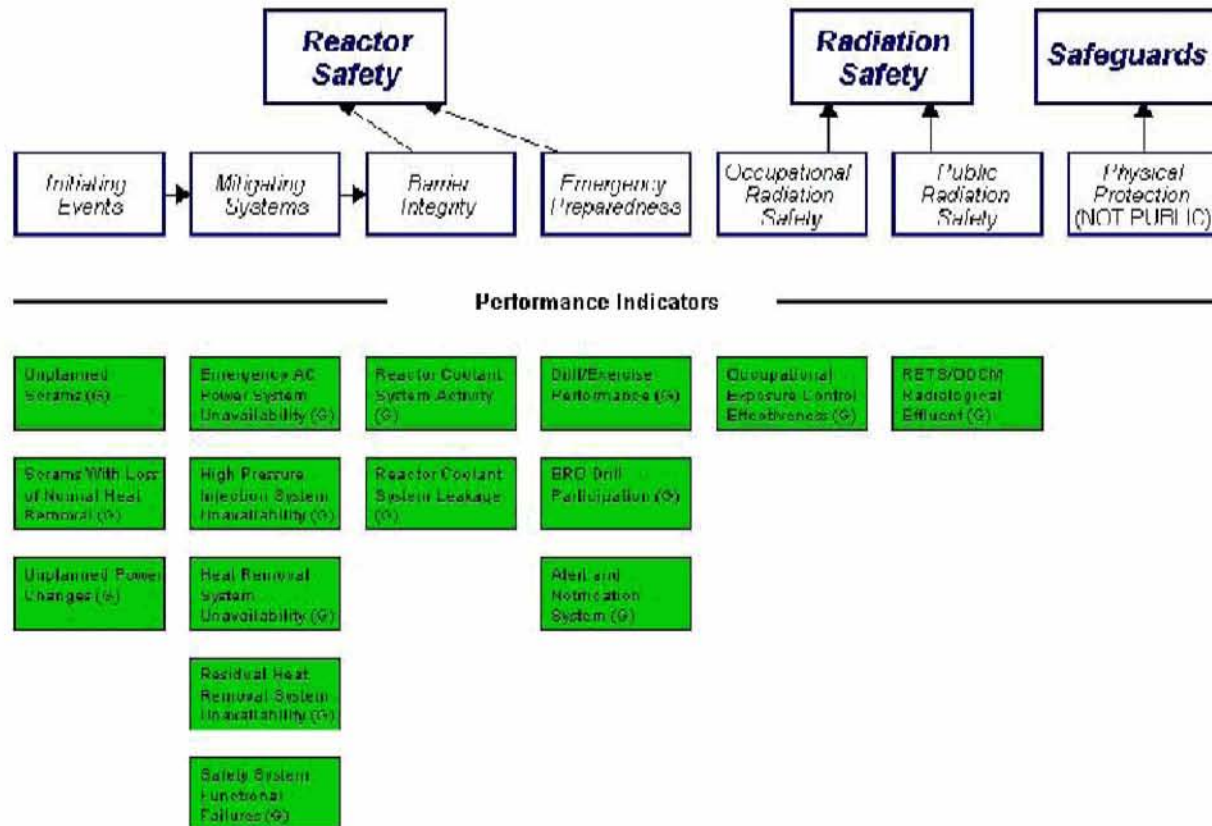 Reactor
Safety
Radiation
Safety
Safeguards
Initiating
Events
Mitigating
Systems
Barrier
Integrity
Emergency
Preparedness
Occupational
Radiation
Safety
Public
Radiation
Safety
Physical
Protection
(NOT PUBLIC)
Performance Indicators
Unplanned
Scrams (G)
Emergency AC
Power System
Unavailability (G)
Reactor Coolant
System Activity
(G)
Drill/Exercise
Performance (G)
Occupational
Exposure Control
Effectiveness (G)
RETS/ODCM
Radiological
Effluent (G)
Scrams With Loss
of Normal Heat
Removal (G)
High Pressure
Injection System
Unavailability (G)
Reactor Coolant
System Leakage
(G)
ERO Drill
Participation (G)
Unplanned Power
Changes (G)
Heat Removal
System
Unavailability (G)
Alert and
Notification
System (G)
Residual Heat
Removal System
Unavailability (G)
Safety System
Functional
Failures (G)